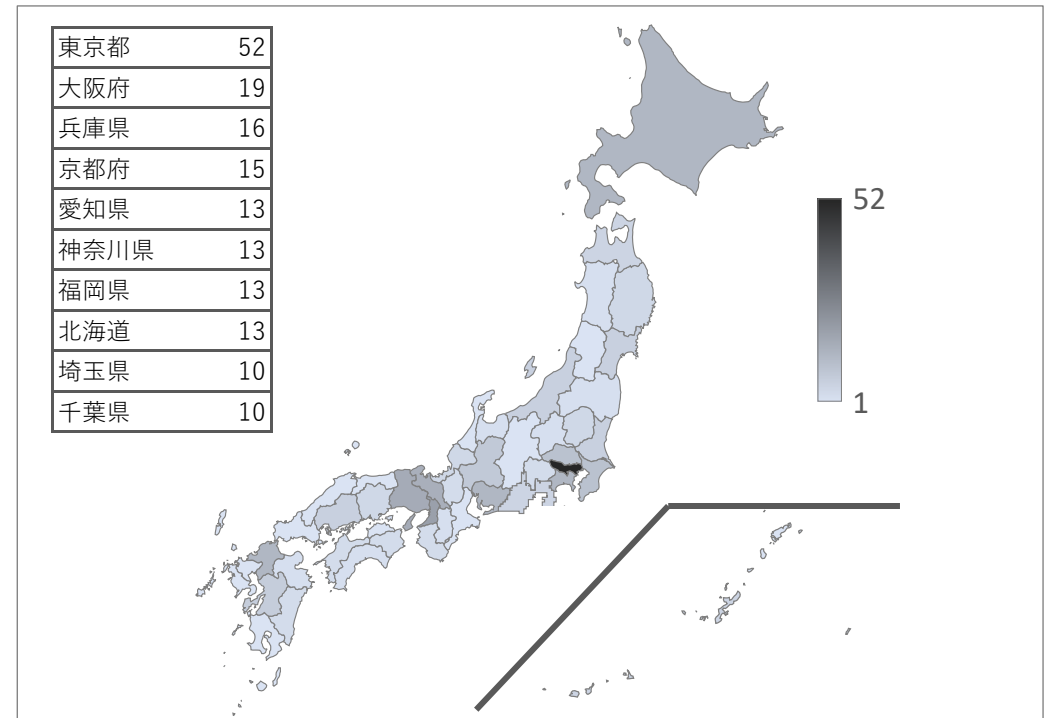 東京都 52
大阪府 19
兵庫県 16
京都府 15
愛知県 13
神奈川県 13
福岡県 13
北海道 13
埼玉県 10
千葉県 10
52
1